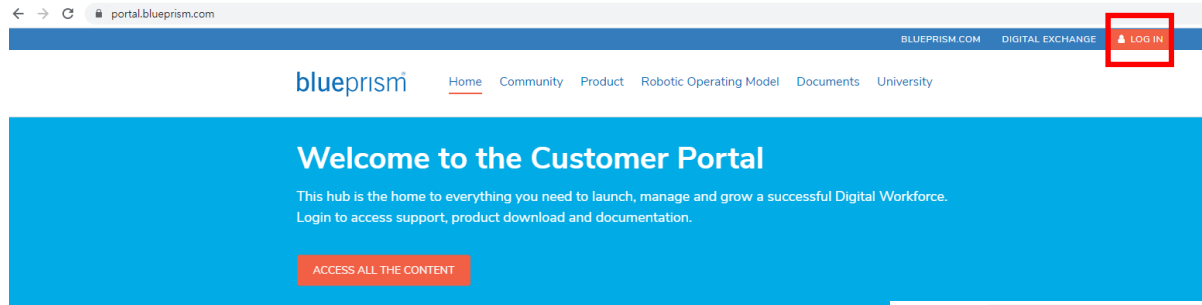 portal.blueprism.com
BLUEPRISM.COM DIGITAL EXCHANGE LOG IN
blueprism Home Community Product Robotic Operating Model Documents University
Welcome to the Customer Portal
This hub is the home to everything you need to launch, manage and grow a successful Digital Workforce.
Login to access support, product download and documentation.
ACCESS ALL THE CONTENT